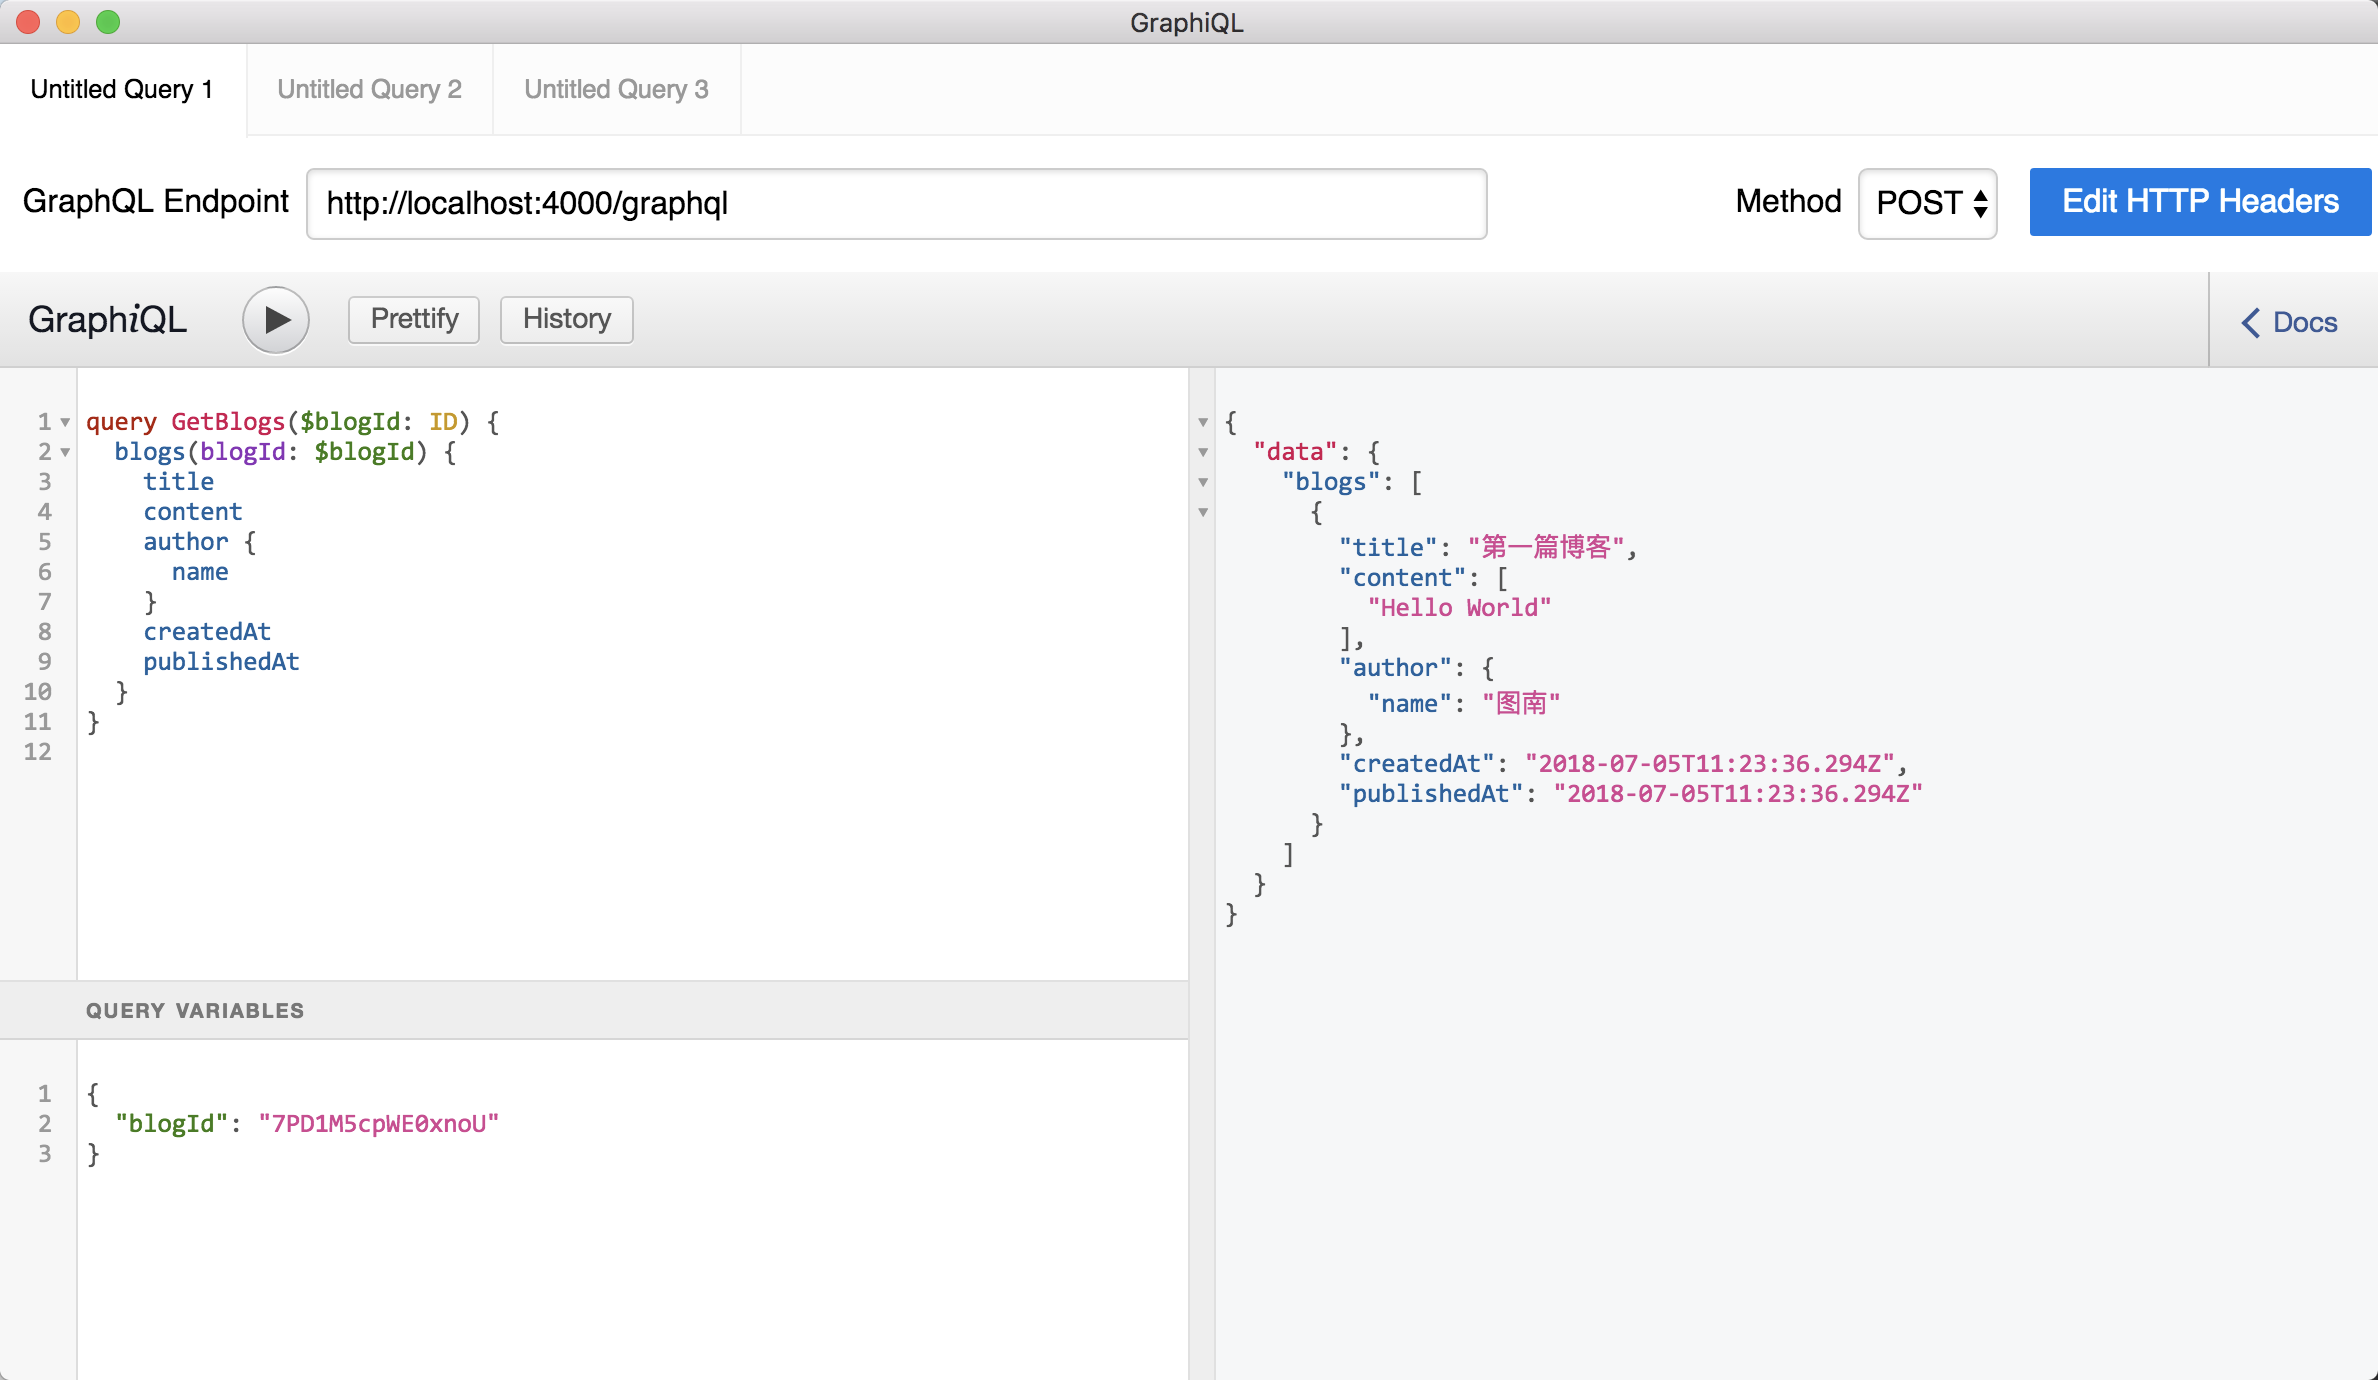 GraphiQL
Untitled Query 1
Untitled Query 2
Untitled Query 3
GraphQL Endpoint
http://localhost:4000/graphql
Method
POST
Edit HTTP Headers
GraphiQL
Prettify
History
Docs
1 query GetBlogs($blogId: ID) {
2   blogs(blogId: $blogId) {
3     title
4     content
5     author {
6       name
7     }
8     createdAt
9     publishedAt
10   }
11 }
12
QUERY VARIABLES
1 {
2   "blogId": "7PD1M5cpWE0xnoU"
3 }
{
  "data": {
    "blogs": [
      {
        "title": "第一篇博客",
        "content": [
          "Hello World"
        ],
        "author": {
          "name": "图南"
        },
        "createdAt": "2018-07-05T11:23:36.294Z",
        "publishedAt": "2018-07-05T11:23:36.294Z"
      }
    ]
  }
}